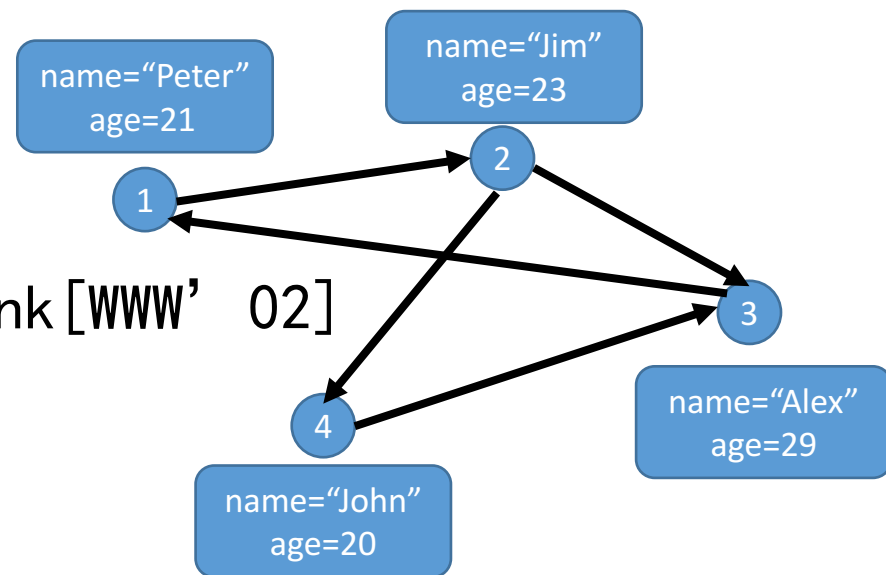 name=“Jim”
age=23
name=“Peter”
age=21
2
1
nk[WWW’ 02]
3
4
name=“Alex”
age=29
name=“John”
age=20